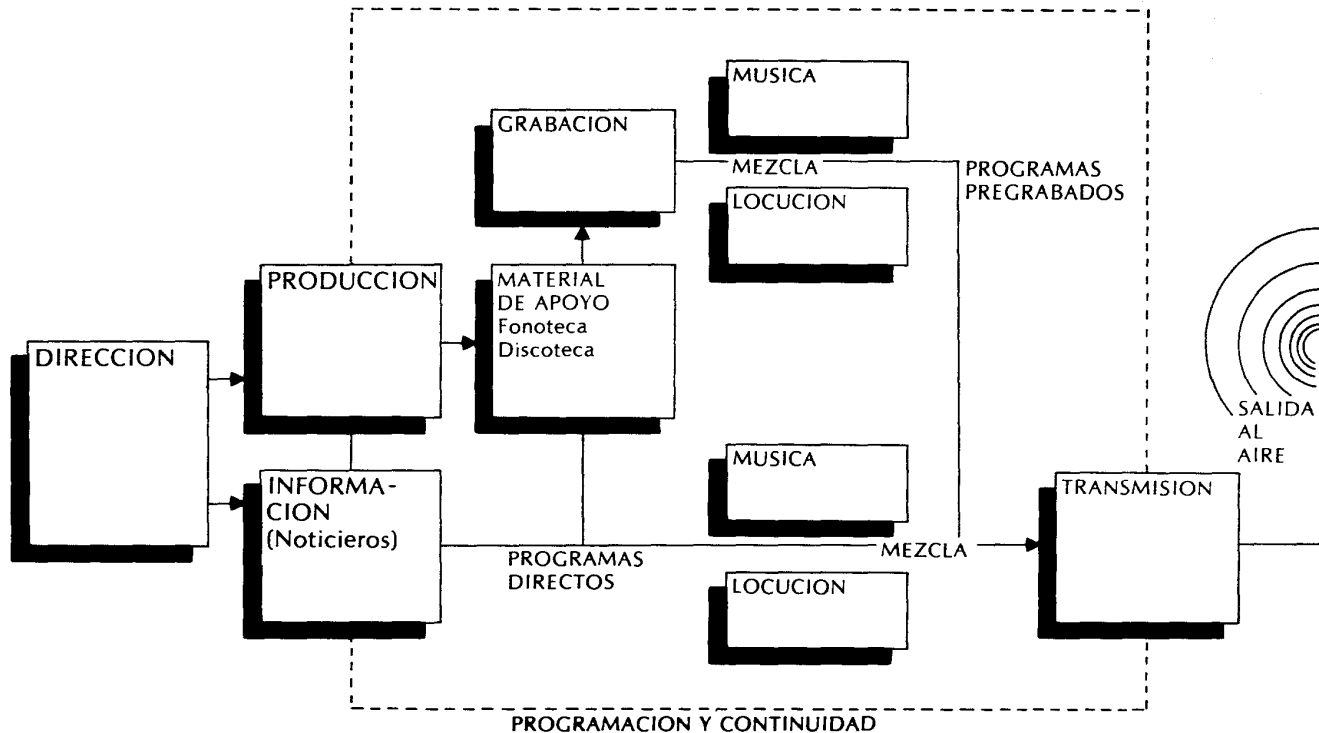 MUSICA
GRABACION
MEZCLA
PROGRAMAS
PREGRABADOS
LOCUCION
PRODUCCION
MATERIAL
DE APOYO
Fonoteca
Discoteca
DIRECCION
SALIDA
AL
AIRE
MUSICA
INFORMA-
CION
(Noticieros)
TRANSMISION
PROGRAMAS
DIRECTOS
MEZCLA
LOCUCION
PROGRAMACION Y CONTINUIDAD